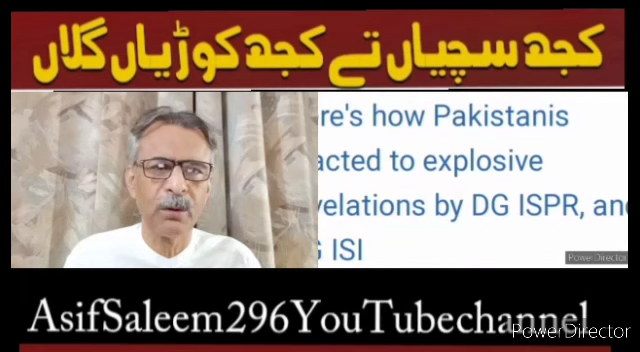 کجھ سچیاں تے کجھ کوڑیاں گلاں
re's how Pakistanis
acted to explosive
velations by DG ISPR, and
ISI
PowerDirector
AsifSaleem296YouTubechannel
PowerDirector